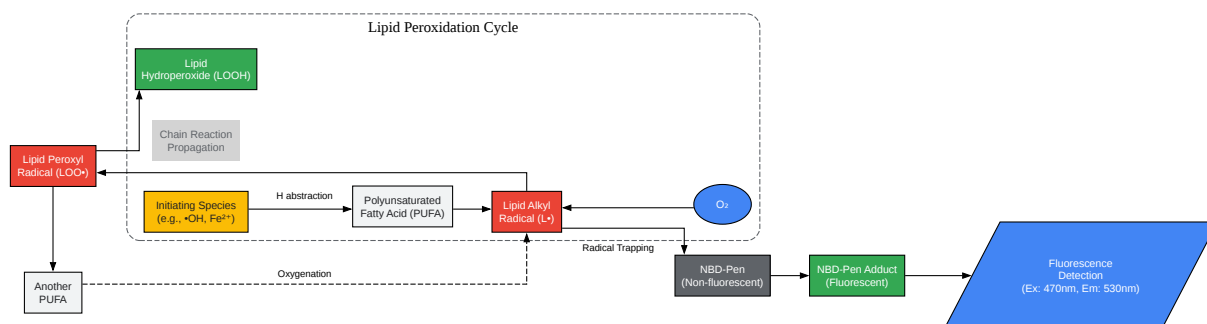 Lipid Peroxidation Cycle
Lipid
Hydroperoxide (LOOH)
Chain Reaction
Propagation
Lipid Peroxyl
Radical (LOO•)
Initiating Species
(e.g., •OH, Fe²⁺)
H abstraction
Polyunsaturated
Fatty Acid (PUFA)
Lipid Alkyl
Radical (L•)
O₂
Radical Trapping
Another
PUFA
Oxygenation
NBD-Pen
(Non-fluorescent)
NBD-Pen Adduct
(Fluorescent)
Fluorescence
Detection
(Ex: 470nm, Em: 530nm)